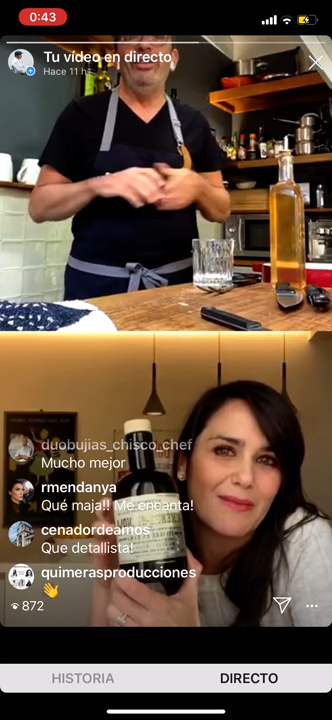 0:43
Tu vídeo en directo
Hace 11 h
duobujias_chisco_chef
Mucho mejor
rmendanya
Qué maja!! Me encanta!
cenadordeamos
Que detallista!
quimerasproducciones
👋
872
HISTORIA
DIRECTO